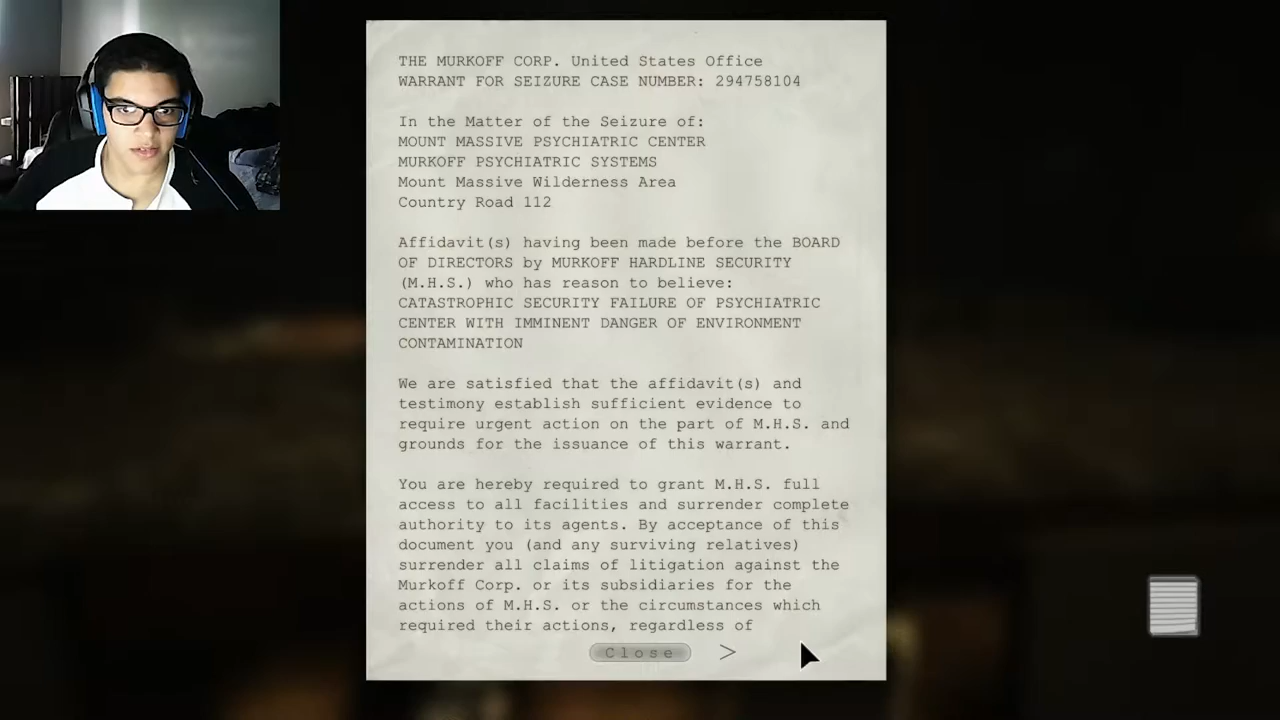 THE MURKOFF CORP. United States Office
WARRANT FOR SEIZURE CASE NUMBER: 294758104
In the Matter of the Seizure of:
MOUNT MASSIVE PSYCHIATRIC CENTER
MURKOFF PSYCHIATRIC SYSTEMS
Mount Massive Wilderness Area
Country Road 112
Affidavit(s) having been made before the BOARD
OF DIRECTORS by MURKOFF HARDLINE SECURITY
(M.H.S.) who has reason to believe:
CATASTROPHIC SECURITY FAILURE OF PSYCHIATRIC
CENTER WITH IMMINENT DANGER OF ENVIRONMENT
CONTAMINATION
We are satisfied that the affidavit(s) and
testimony establish sufficient evidence to
require urgent action on the part of M.H.S. and
grounds for the issuance of this warrant.
You are hereby required to grant M.H.S. full
access to all facilities and surrender complete
authority to its agents. By acceptance of this
document you (and any surviving relatives)
surrender all claims of litigation against the
Murkoff Corp. or its subsidiaries for the
actions of M.H.S. or the circumstances which
required their actions, regardless of
Close >